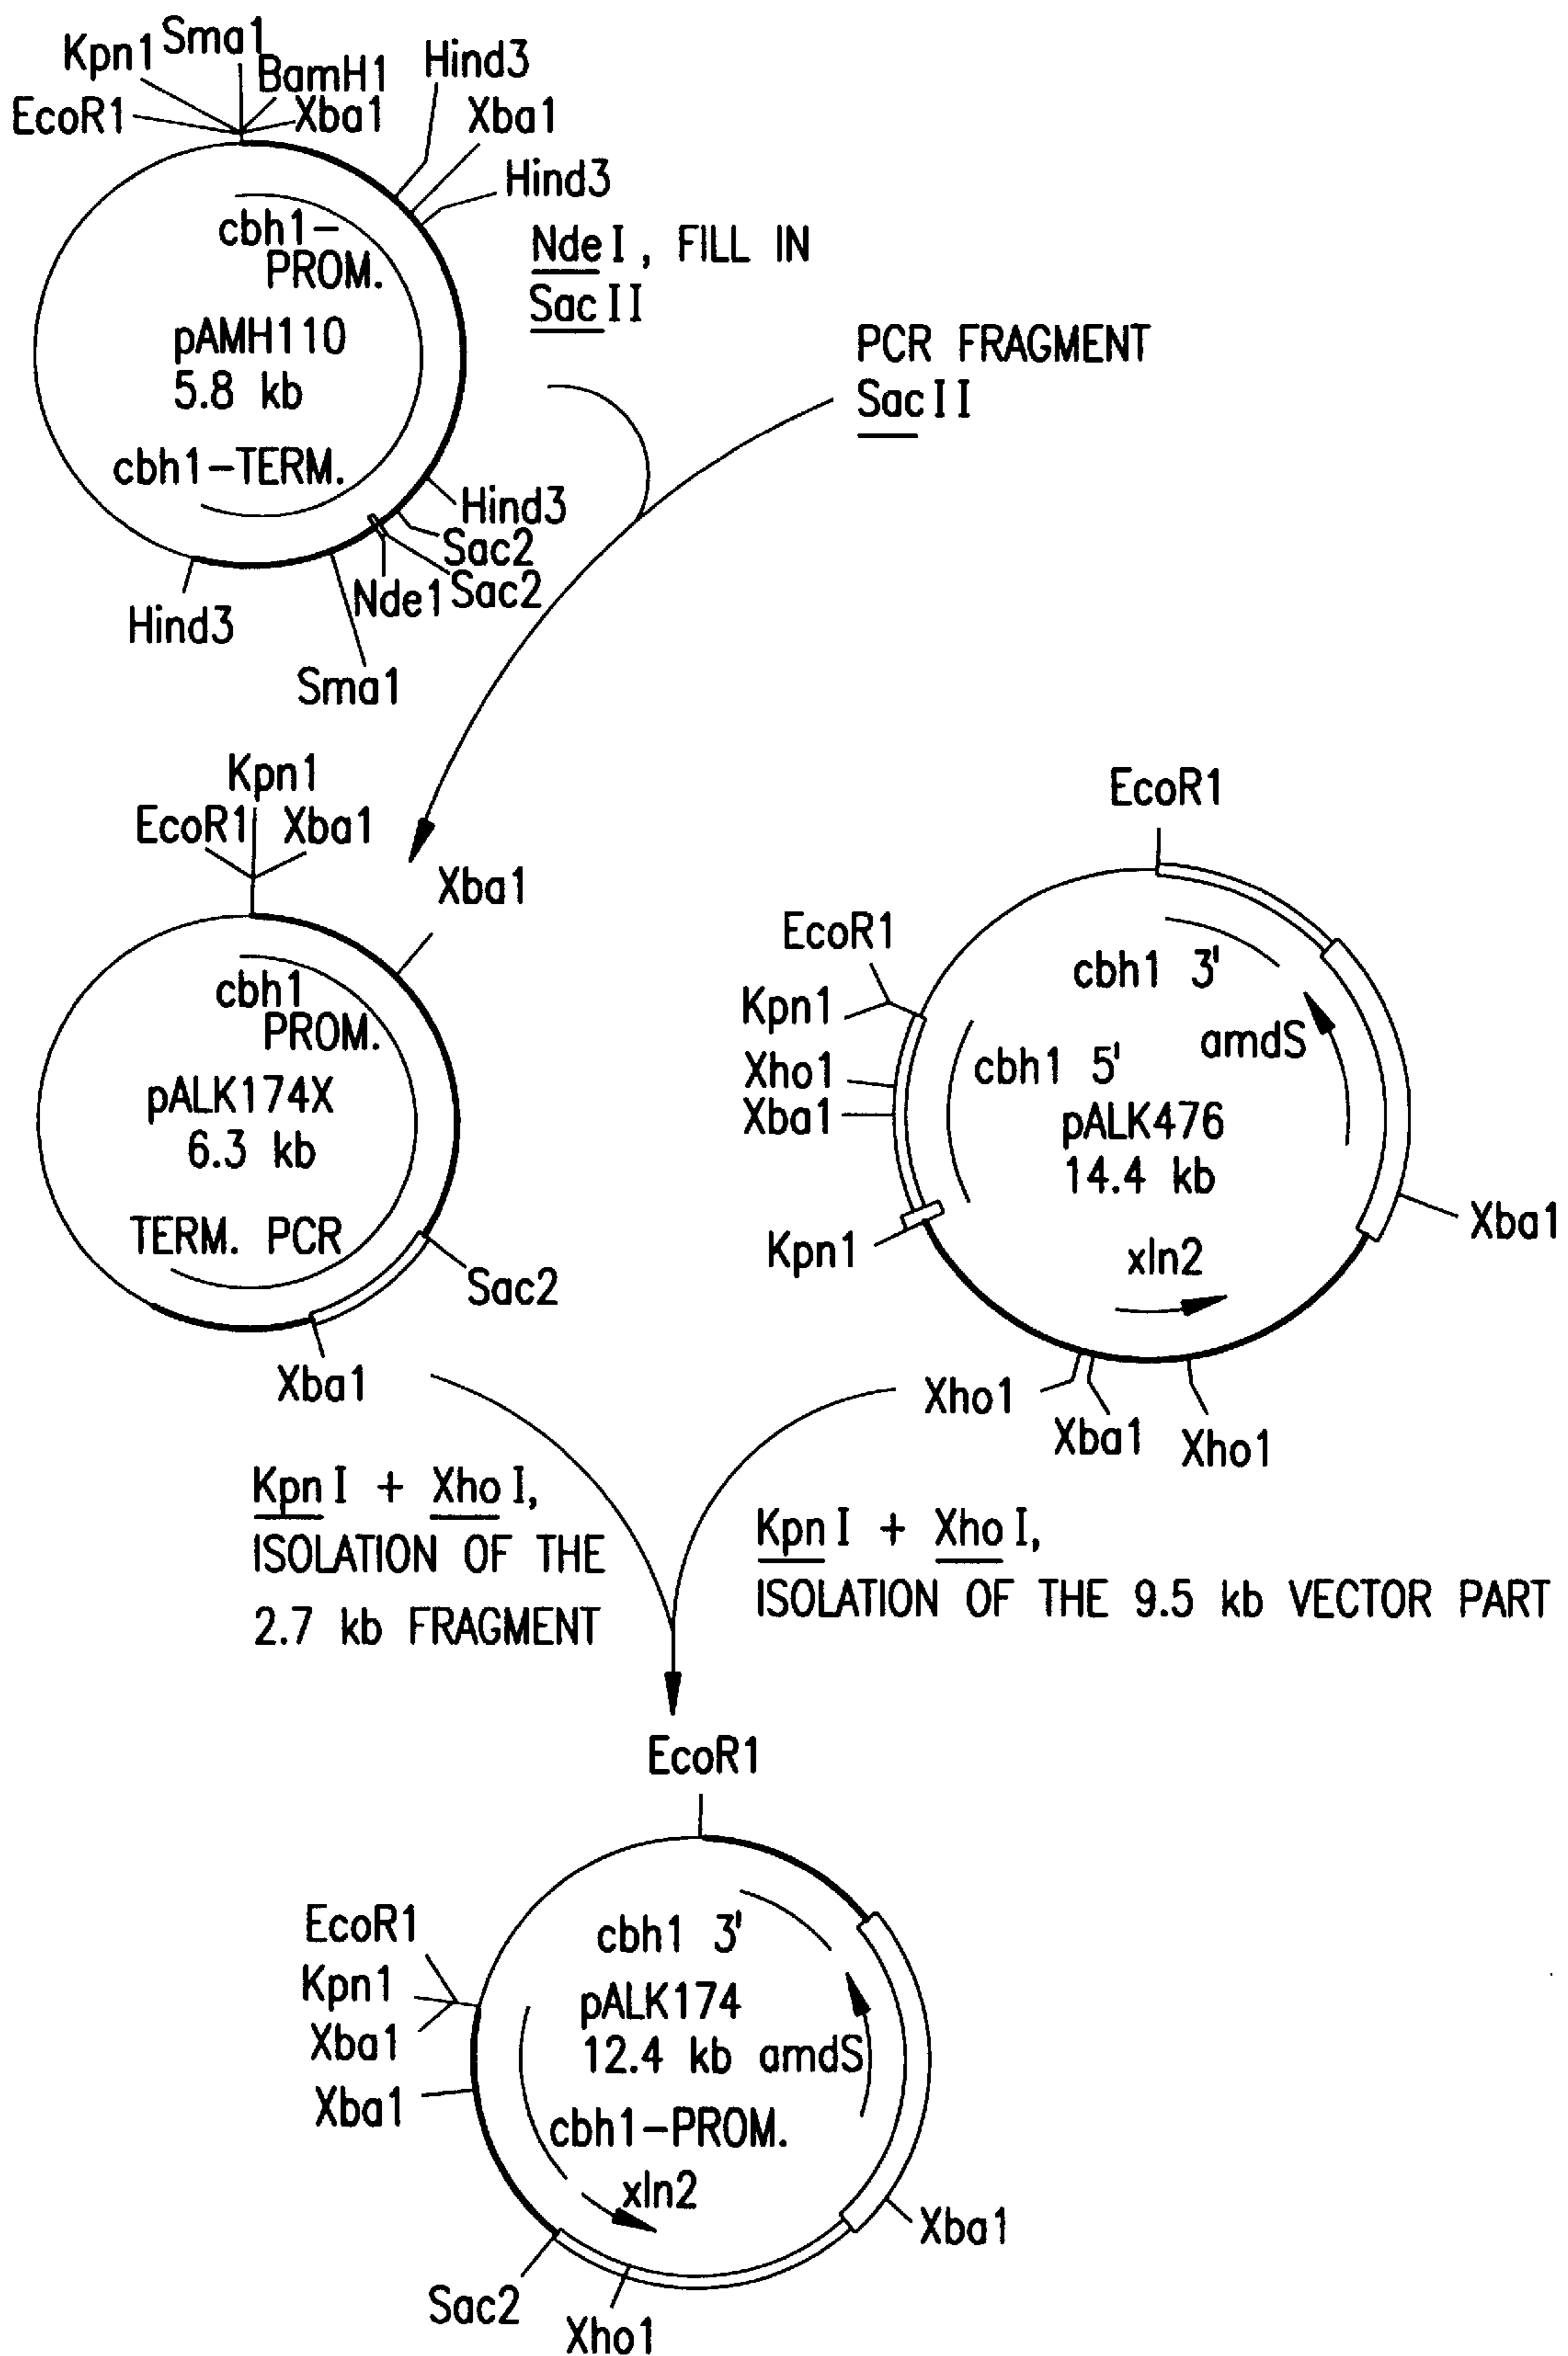 Kpn1
Sma1
BamH1
EcoR1
Xba1
Hind3
Xba1
Hind3
cbh1-
PROM.
pAMH110
5.8 kb
cbh1-TERM.
Hind3
Sac2
Sac2
Nde1
Hind3
Sma1
NdeI, FILL IN
SacII
PCR FRAGMENT
SacII
Kpn1
EcoR1
Xba1
Xba1
cbh1
PROM.
pALK174X
6.3 kb
TERM. PCR
Sac2
Xba1
EcoR1
EcoR1
Kpn1
Xho1
Xba1
Kpn1
cbh1 3'
amdS
cbh1 5'
pALK476
14.4 kb
xln2
Xba1
Xho1
Xba1
Xho1
KpnI + XhoI,
ISOLATION OF THE
2.7 kb FRAGMENT
KpnI + XhoI,
ISOLATION OF THE 9.5 kb VECTOR PART
EcoR1
EcoR1
Kpn1
Xba1
Xba1
cbh1 3'
pALK174
12.4 kb amdS
cbh1-PROM.
xln2
Xba1
Sac2
Xho1